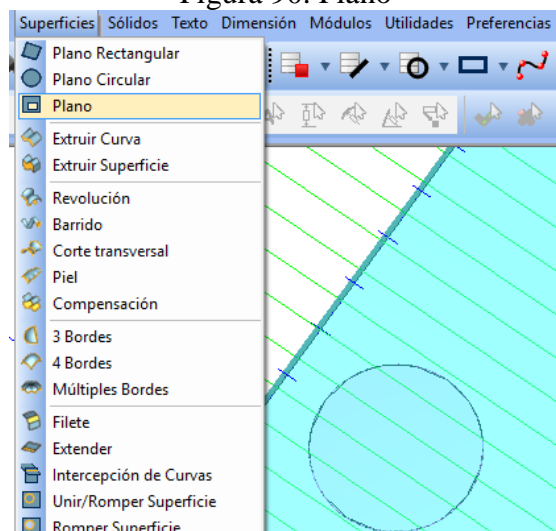 Figura 90. Plano
Superficies Sólidos Texto Dimensión Módulos Utilidades Preferencias
Plano Rectangular
Plano Circular
Plano
Extruir Curva
Extruir Superficie
Revolución
Barrido
Corte transversal
Piel
Compensación
3 Bordes
4 Bordes
Múltiples Bordes
Filete
Extender
Intercepción de Curvas
Unir/Romper Superficie
Romper Superficie